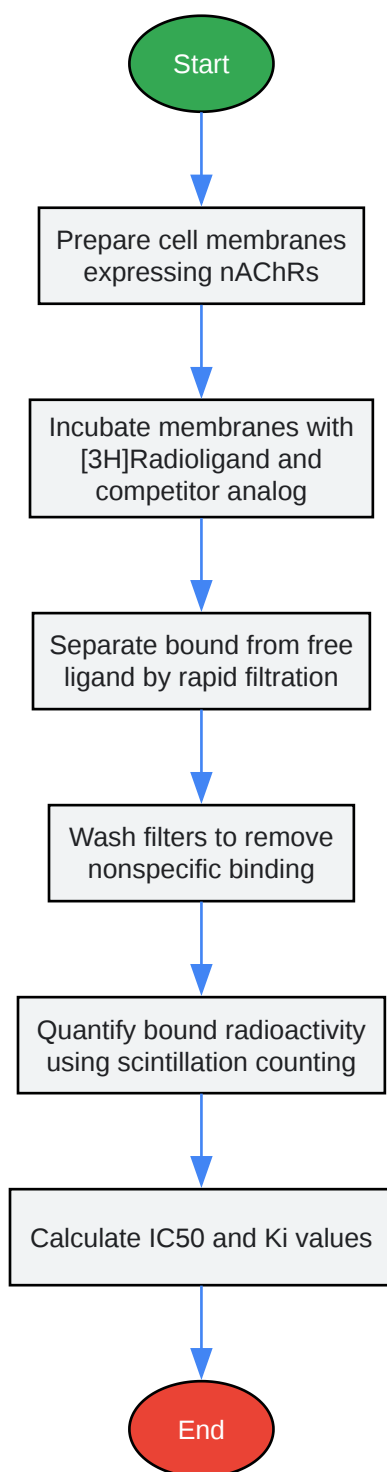 Start
Prepare cell membranes
expressing nAChRs
Incubate membranes with
[3H]Radioligand and
competitor analog
Separate bound from free
ligand by rapid filtration
Wash filters to remove
nonspecific binding
Quantify bound radioactivity
using scintillation counting
Calculate IC50 and Ki values
End